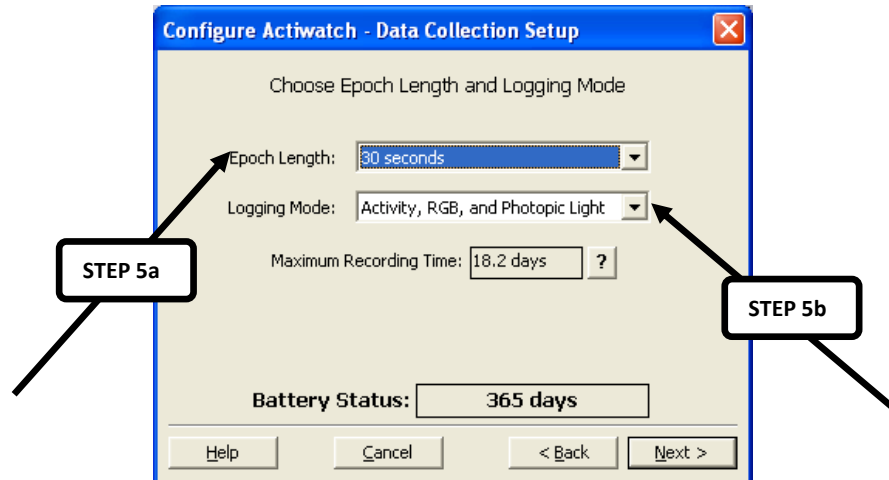 Configure Actiwatch - Data Collection Setup
Choose Epoch Length and Logging Mode
Epoch Length: 30 seconds
Logging Mode: Activity, RGB, and Photopic Light
STEP 5a
Maximum Recording Time: 18.2 days ?
STEP 5b
Battery Status: 365 days
Help Cancel < Back Next >